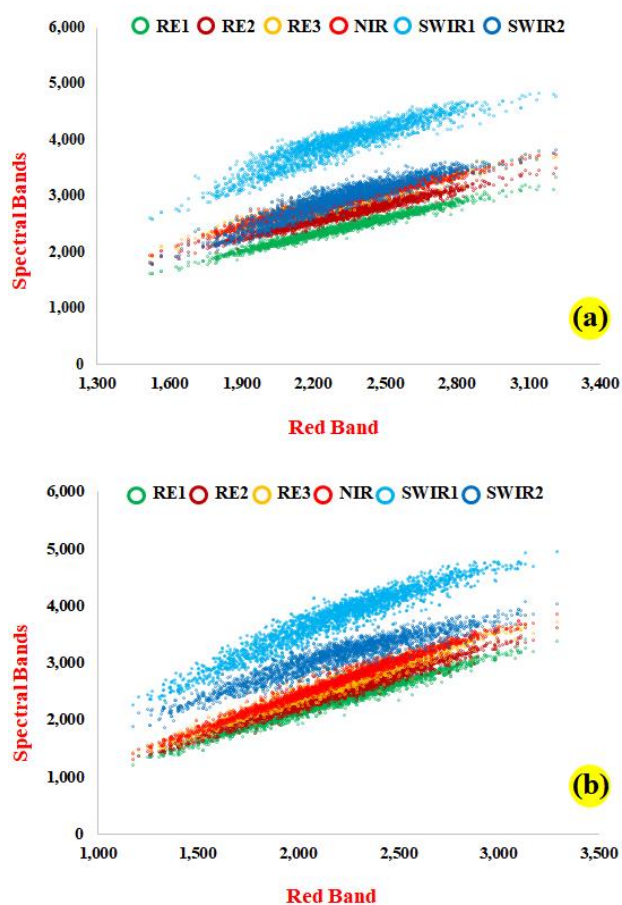 6,000
RE1 RE2 RE3 NIR SWIR1 SWIR2
5,000
4,000
3,000
2,000
1,000
0
Spectral Bands
(a)
1,300 1,600 1,900 2,200 2,500 2,800 3,100 3,400
Red Band
6,000
RE1 RE2 RE3 NIR SWIR1 SWIR2
5,000
4,000
3,000
2,000
1,000
0
Spectral Bands
(b)
1,000 1,500 2,000 2,500 3,000 3,500
Red Band